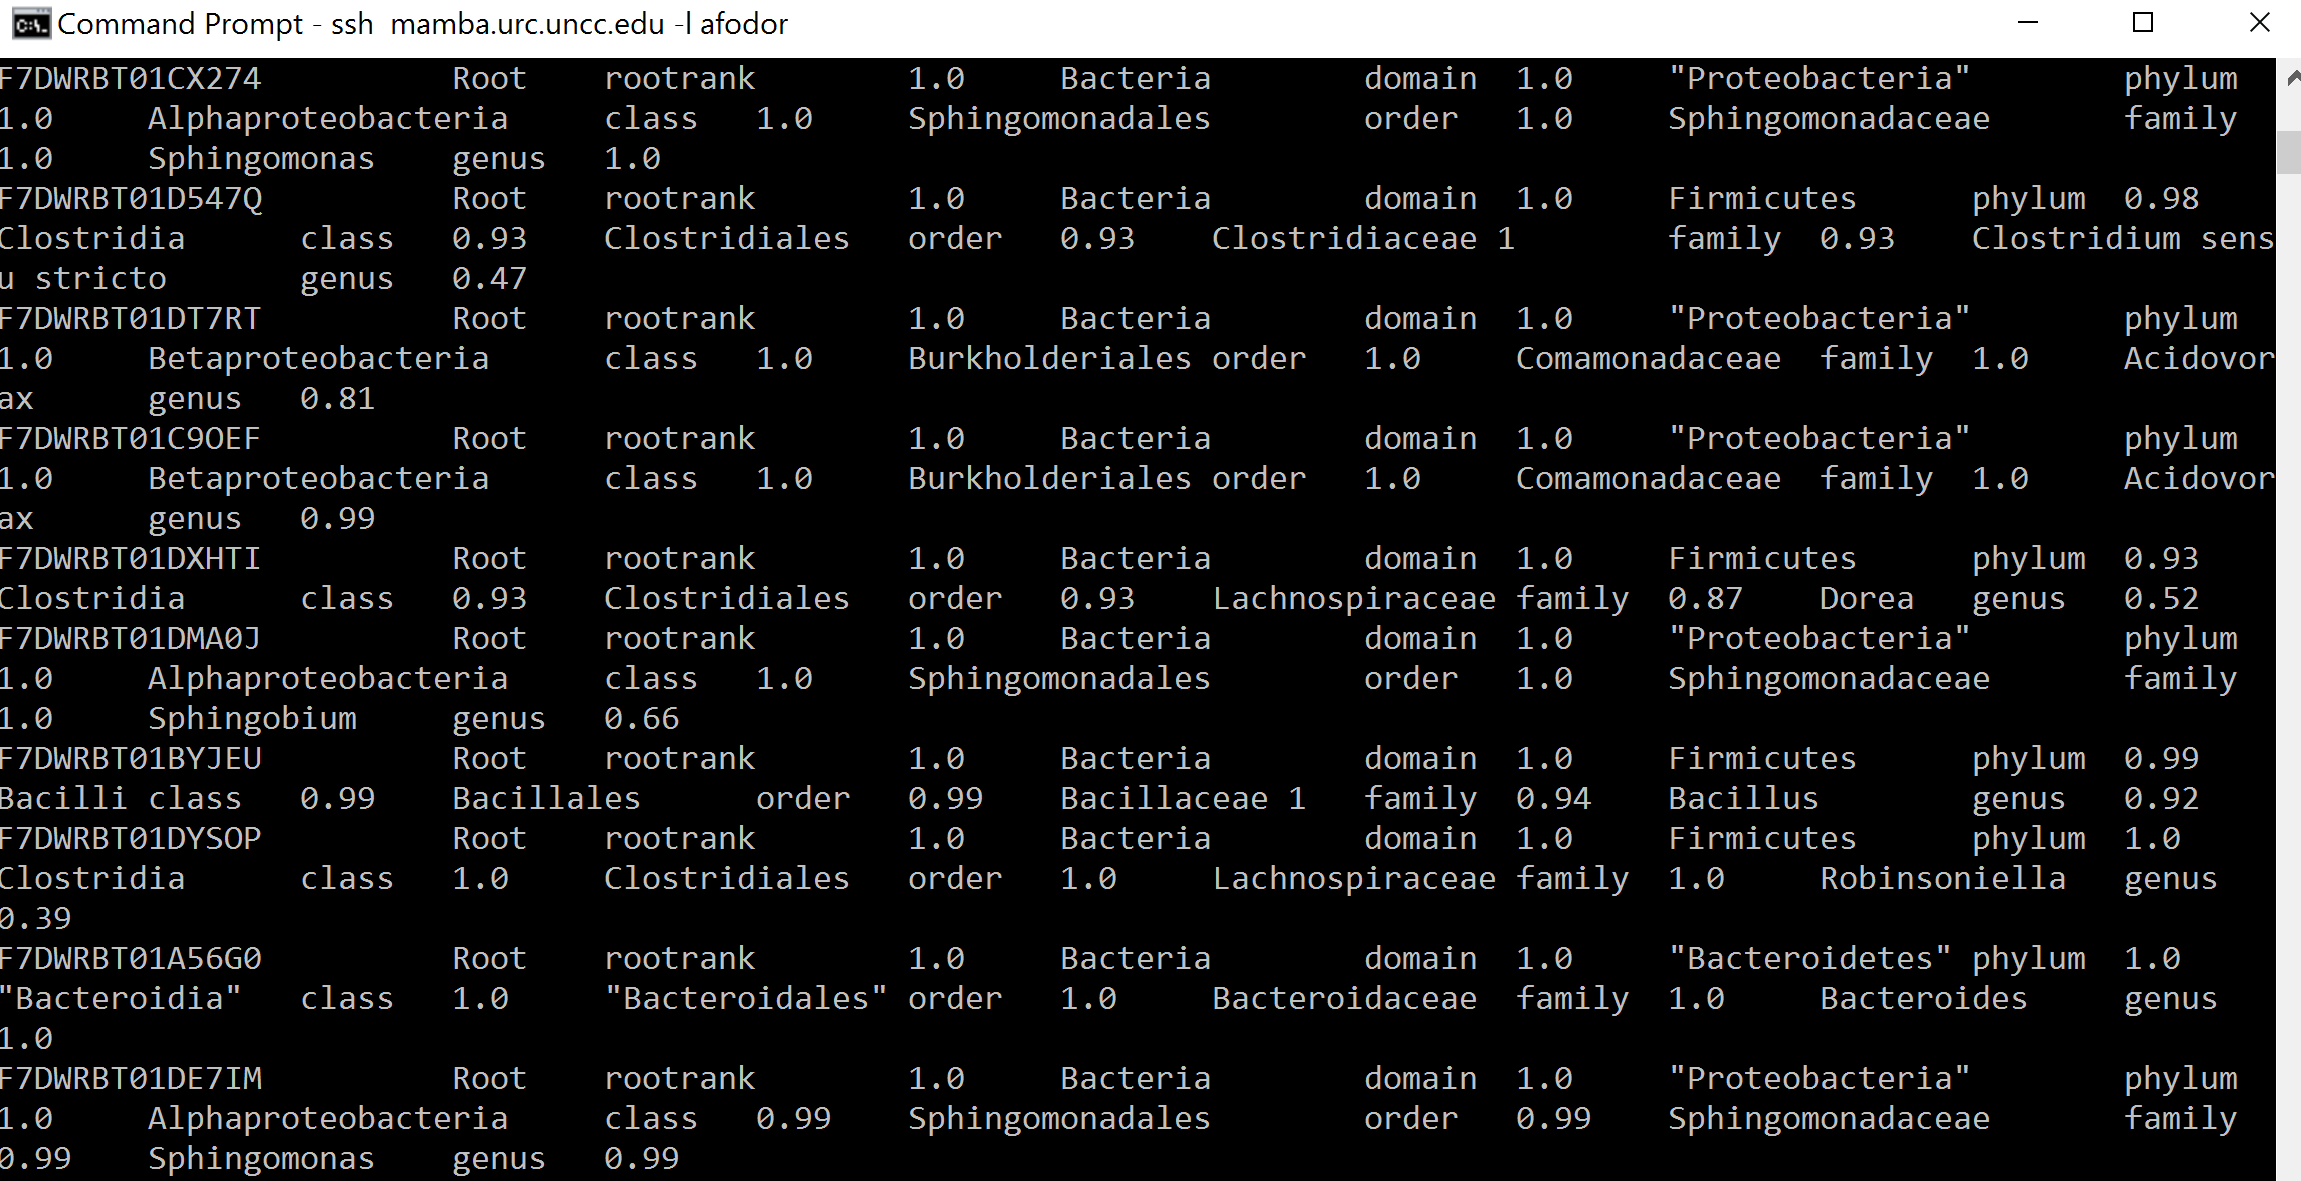 Command Prompt - ssh  mamba.urc.uncc.edu -l afodor
F7DWRBT01CX274 Root rootrank 1.0 Bacteria domain 1.0 "Proteobacteria" phylum
1.0 Alphaproteobacteria class 1.0 Sphingomonadales order 1.0 Sphingomonadaceae family
1.0 Sphingomonas genus 1.0
F7DWRBT01D547Q Root rootrank 1.0 Bacteria domain 1.0 Firmicutes phylum 0.98
Clostridia class 0.93 Clostridiales order 0.93 Clostridiaceae 1 family 0.93 Clostridium sens
u stricto genus 0.47
F7DWRBT01DT7RT Root rootrank 1.0 Bacteria domain 1.0 "Proteobacteria" phylum
1.0 Betaproteobacteria class 1.0 Burkholderiales order 1.0 Comamonadaceae family 1.0 Acidovor
ax genus 0.81
F7DWRBT01C9OEF Root rootrank 1.0 Bacteria domain 1.0 "Proteobacteria" phylum
1.0 Betaproteobacteria class 1.0 Burkholderiales order 1.0 Comamonadaceae family 1.0 Acidovor
ax genus 0.99
F7DWRBT01DXHTI Root rootrank 1.0 Bacteria domain 1.0 Firmicutes phylum 0.93
Clostridia class 0.93 Clostridiales order 0.93 Lachnospiraceae family 0.87 Dorea genus 0.52
F7DWRBT01DMA0J Root rootrank 1.0 Bacteria domain 1.0 "Proteobacteria" phylum
1.0 Alphaproteobacteria class 1.0 Sphingomonadales order 1.0 Sphingomonadaceae family
1.0 Sphingobium genus 0.66
F7DWRBT01BYJEU Root rootrank 1.0 Bacteria domain 1.0 Firmicutes phylum 0.99
Bacilli class 0.99 Bacillales order 0.99 Bacillaceae 1 family 0.94 Bacillus genus 0.92
F7DWRBT01DYSOP Root rootrank 1.0 Bacteria domain 1.0 Firmicutes phylum 1.0
Clostridia class 1.0 Clostridiales order 1.0 Lachnospiraceae family 1.0 Robinsoniella genus
0.39
F7DWRBT01A56G0 Root rootrank 1.0 Bacteria domain 1.0 "Bacteroidetes" phylum 1.0
"Bacteroidia" class 1.0 "Bacteroidales" order 1.0 Bacteroidaceae family 1.0 Bacteroides genus
1.0
F7DWRBT01DE7IM Root rootrank 1.0 Bacteria domain 1.0 "Proteobacteria" phylum
1.0 Alphaproteobacteria class 0.99 Sphingomonadales order 0.99 Sphingomonadaceae family
0.99 Sphingomonas genus 0.99